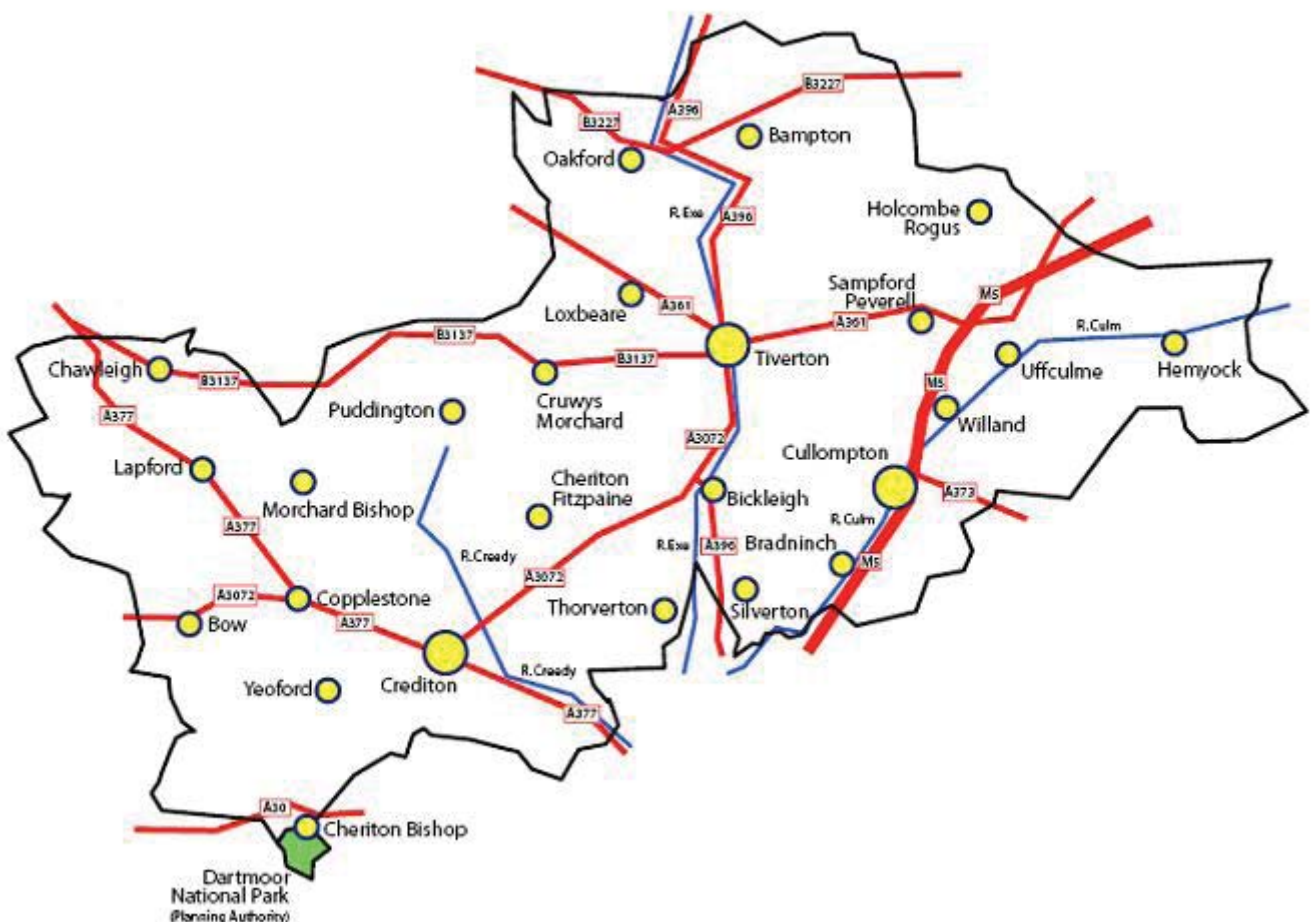 B3227
A396
B3227
Bampton
Oakford
R.Exe
A396
Holcombe
Rogus
Sampford
Peverell
M5
A361
Loxbeare
A361
R.Culm
B3137
B3137
Tiverton
Chawleigh
B3137
Uffculme
Hemyock
M5
Puddington
Cruwys
Morchard
A377
Willand
A3072
Cullompton
Lapford
Cheriton
Fitzpaine
Bickleigh
A373
Morchard Bishop
R.Culm
A377
R.Creedy
R.Exe
A396
Bradninch
M5
A3072
A3072
Copplestone
Thorverton
Silverton
Bow
A377
R.Creedy
Crediton
Yeoford
A377
A30
Cheriton Bishop
Dartmoor
National Park
(Planning Authority)